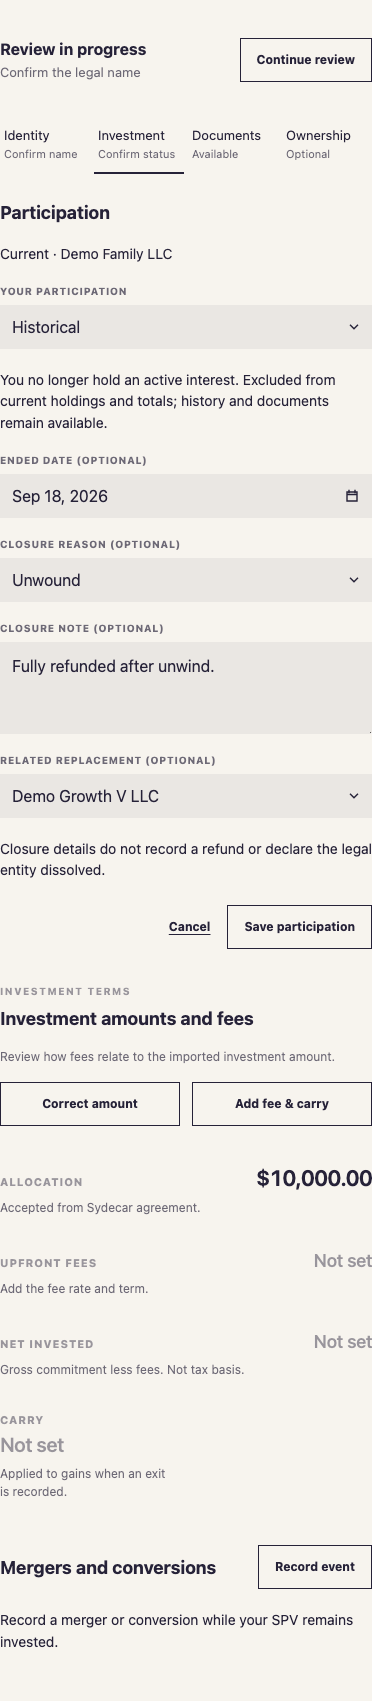 Review in progress
Confirm the legal name
Continue review
Identity
Confirm name
Investment
Confirm status
Documents
Available
Ownership
Optional
Participation
Current · Demo Family LLC
YOUR PARTICIPATION
Historical
You no longer hold an active interest. Excluded from
current holdings and totals; history and documents
remain available.
ENDED DATE (OPTIONAL)
Sep 18, 2026
CLOSURE REASON (OPTIONAL)
Unwound
CLOSURE NOTE (OPTIONAL)
Fully refunded after unwind.
RELATED REPLACEMENT (OPTIONAL)
Demo Growth V LLC
Closure details do not record a refund or declare the legal
entity dissolved.
Cancel
Save participation
INVESTMENT TERMS
Investment amounts and fees
Review how fees relate to the imported investment amount.
Correct amount
Add fee & carry
ALLOCATION
$10,000.00
Accepted from Sydecar agreement.
UPFRONT FEES
Not set
Add the fee rate and term.
NET INVESTED
Not set
Gross commitment less fees. Not tax basis.
CARRY
Not set
Applied to gains when an exit
is recorded.
Mergers and conversions
Record event
Record a merger or conversion while your SPV remains
invested.